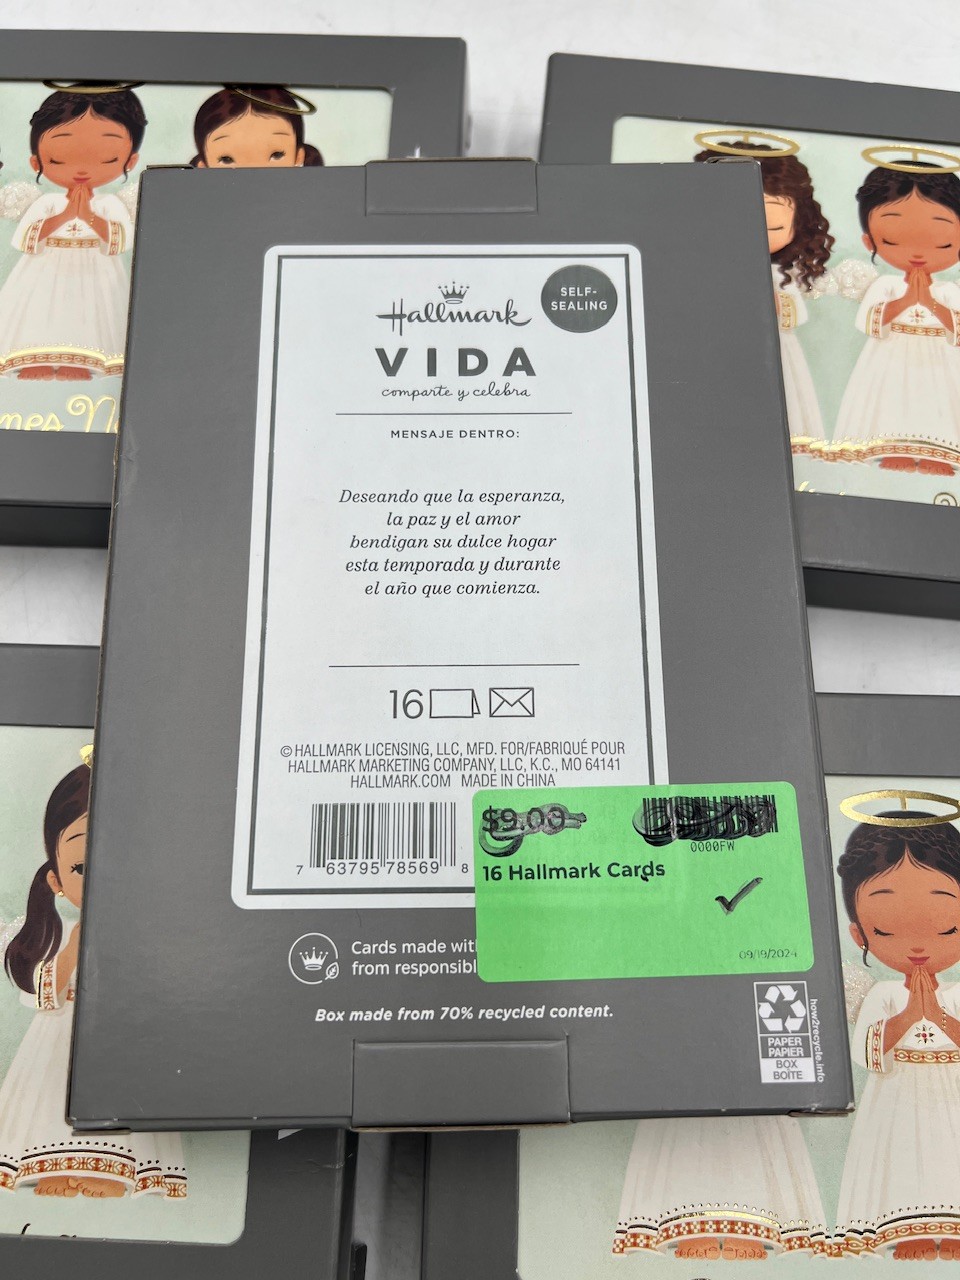 Hallmark
VIDA
comparte y celebra
SELF-
SEALING
MENSAJE DENTRO:
Deseando que la esperanza,
la paz y el amor
bendigan su dulce hogar
esta temporada y durante
el año que comienza.
16
© HALLMARK LICENSING, LLC, MFD. FOR/FABRIQUÉ POUR
HALLMARK MARKETING COMPANY, LLC, K.C., MO 64141
HALLMARK.COM MADE IN CHINA
7 63795 78569 8
$9.00
0000FW
16 Hallmark Cards
09/19/2024
Cards made
from
Box made from 70% recycled content.
PAPER
PAPIER
BOX
BOÎTE
how2recycle.info